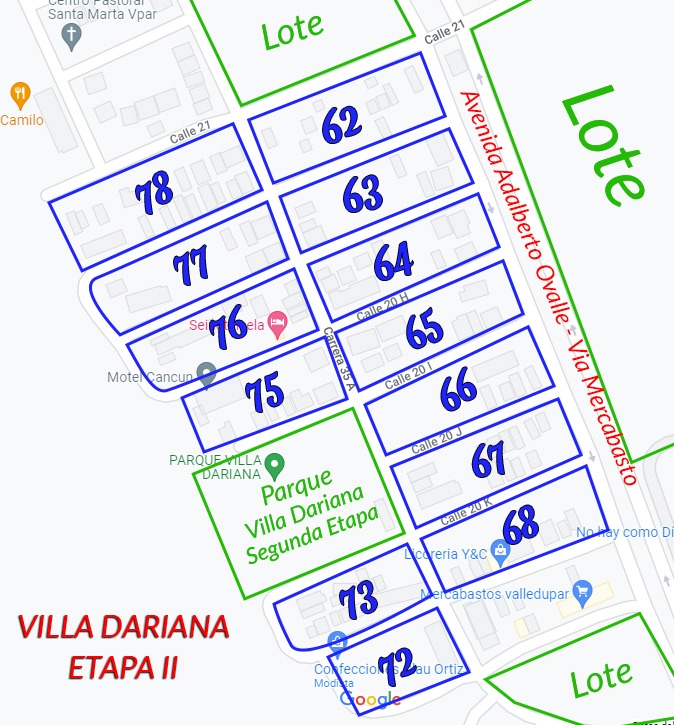 Centro Pastoral
Santa Marta Vpar
Lote
Calle 21
Camilo
Calle 21
62
Lote
Avenida Adalberto Ovalle - Via Mercabasto
78
63
77
64
76
Calle 20 H
65
Carrera 35 A
Motel Cancun
75
Calle 20 I
66
Calle 20 J
PARQUE VILLA
DARIANA
67
Parque
Villa Dariana
Segunda Etapa
Calle 20 K
68
No hay como Di
Licoreria Y&C
73
Mercabastos valledupar
VILLA DARIANA
ETAPA II
72
Lote
Modista
Google